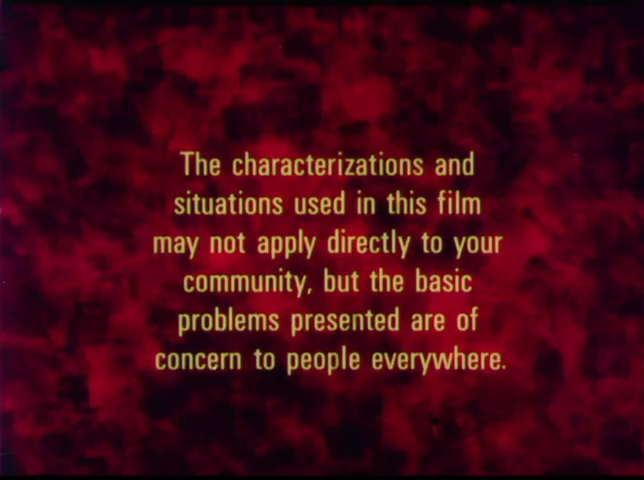 The characterizations and
situations used in this film
may not apply directly to your
community, but the basic
problems presented are of
concern to people everywhere.